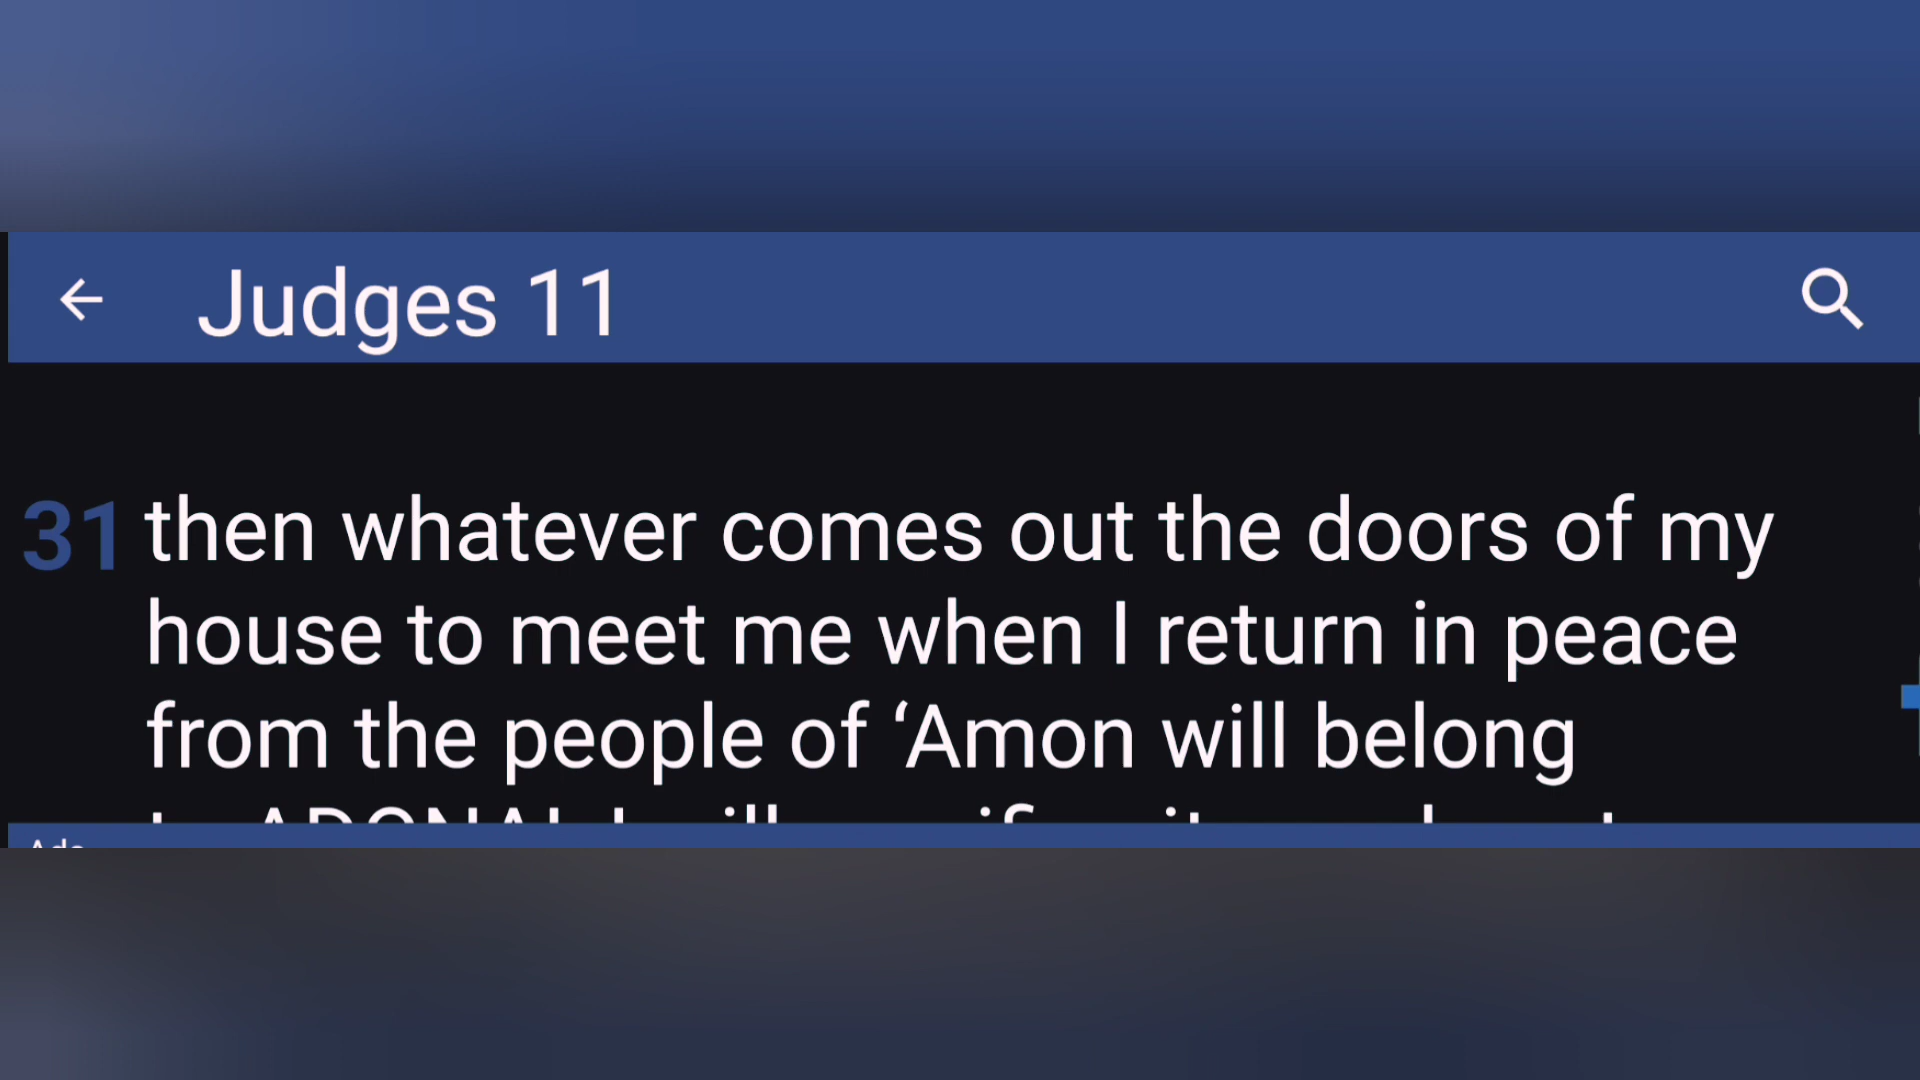 Judges 11
31 then whatever comes out the doors of my
house to meet me when I return in peace
from the people of ‘Amon will belong